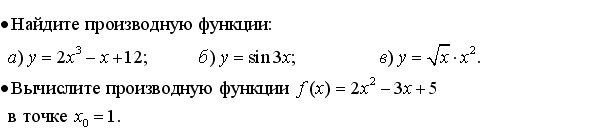 • Найдите производную функции:
а) y = 2x³ − x +12; б) y = sin 3x; в) y = √x · x².
• Вычислите производную функции f(x) = 2x² − 3x + 5
в точке x₀ = 1.